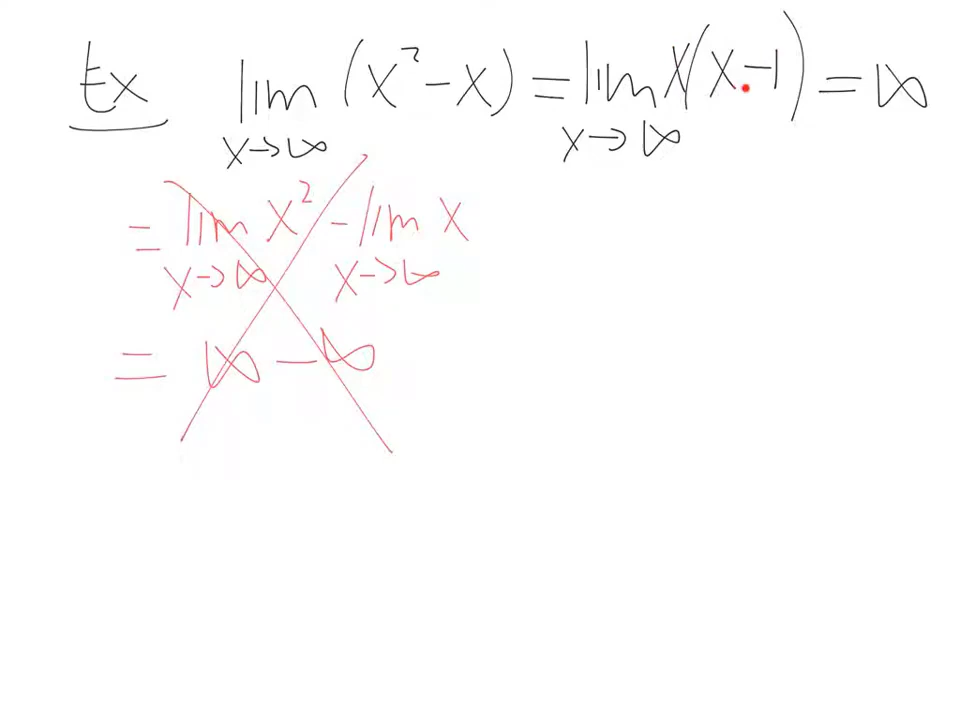 Ex lim (x² - x) = lim x(x - 1) = ∞
x→∞ x→∞
= lim x² - lim x
x→∞ x→∞
= ∞ - ∞